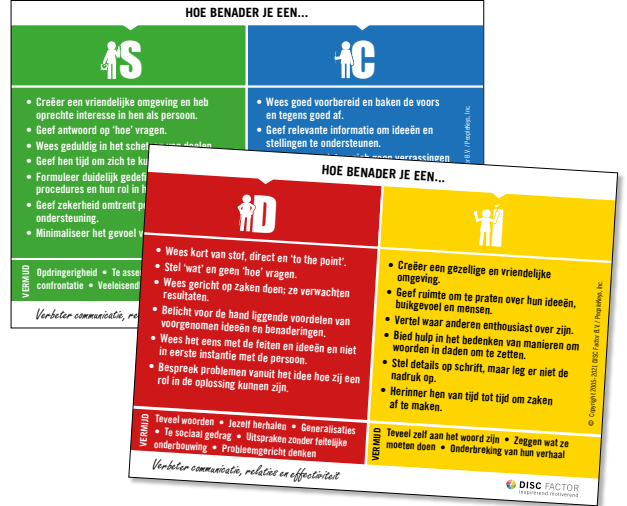 HOE BENADER JE EEN...
S
• Creëer een vriendelijke omgeving en heb
oprechte interesse in hen als persoon.
• Geef antwoord op ‘hoe’ vragen.
• Wees geduldig in het
• Geef hen tijd om zich te
• Formuleer duidelijk
procedures en hun rol in
• Geef zekerheid omtrent
ondersteuning.
• Minimaliseer het gevoel
VERMIJD
Opdringerigheid • Te
confrontatie •
Verbeter communicatie,
C
• Wees goed voorbereid en baken de voors
en tegens goed af.
• Geef relevante informatie om ideeën en
stellingen te ondersteunen.
geen verrassingen
B.V. / PeopleKeys, Inc.
HOE BENADER JE EEN...
D
• Wees kort van stof, direct en ‘to the point’.
• Stel ‘wat’ en geen ‘hoe’ vragen.
• Wees gericht op zaken doen; ze verwachten
resultaten.
• Belicht voor de hand liggende voordelen van
voorgenomen ideeën en benaderingen.
• Wees het eens met de feiten en ideeën en niet
in eerste instantie met de persoon.
• Bespreek problemen vanuit het idee hoe zij een
rol in de oplossing kunnen zijn.
VERMIJD
Teveel woorden • Jezelf herhalen • Generalisaties
• Te sociaal gedrag • Uitspraken zonder feitelijke
onderbouwing • Probleemgericht denken
I
• Creëer een gezellige en vriendelijke
omgeving.
• Geef ruimte om te praten over hun ideeën,
buikgevoel en mensen.
• Vertel waar anderen enthousiast over zijn.
• Bied hulp in het bedenken van manieren om
woorden in daden om te zetten.
• Stel details op schrift, maar leg er niet de
nadruk op.
• Herinner hen van tijd tot tijd om zaken
af te maken.
VERMIJD
Teveel zelf aan het woord zijn • Zeggen wat ze
moeten doen • Onderbreking van hun verhaal
© Copyright 2005-2021 DISC Factor B.V. / PeopleKeys, Inc.
Verbeter communicatie, relaties en effectiviteit
DISC FACTOR
inspirerend motiverend